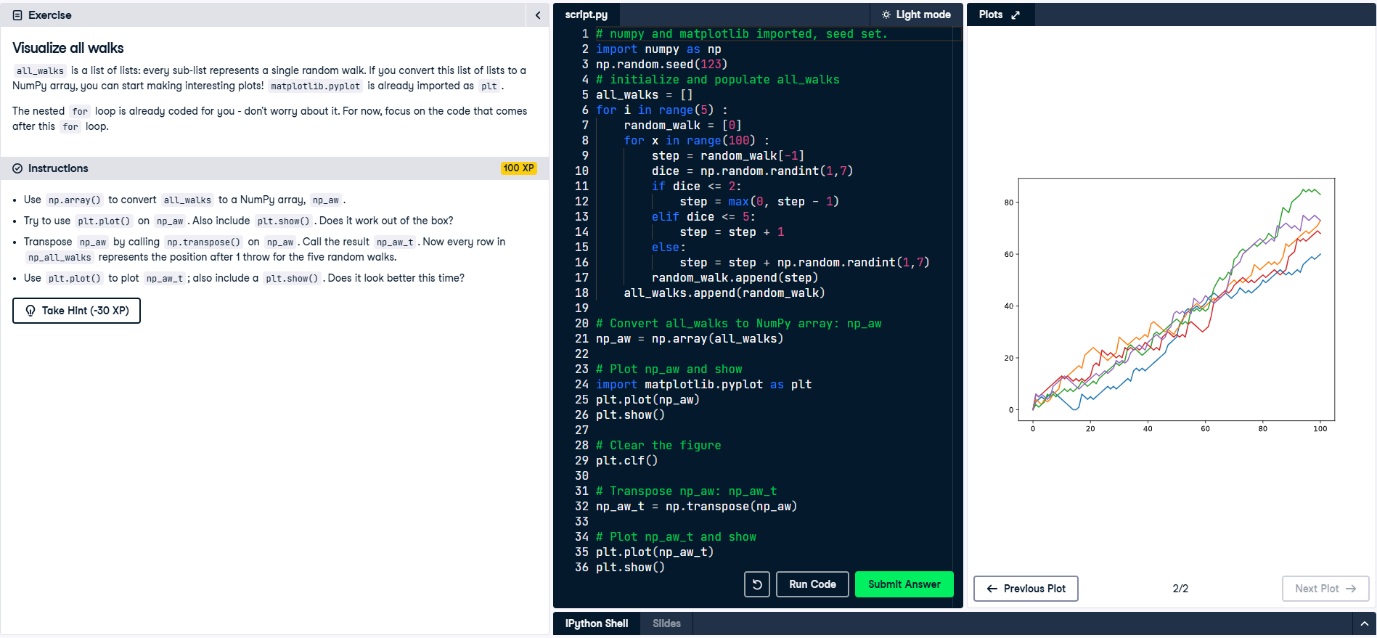 Exercise
Visualize all walks
all_walks is a list of lists: every sub-list represents a single random walk. If you convert this list of lists to a
NumPy array, you can start making interesting plots! matplotlib.pyplot is already imported as plt .
The nested for loop is already coded for you - don't worry about it. For now, focus on the code that comes
after this for loop.
Instructions
100 XP
• Use np.array() to convert all_walks to a NumPy array, np_aw .
• Try to use plt.plot() on np_aw . Also include plt.show() . Does it work out of the box?
• Transpose np_aw by calling np.transpose() on np_aw . Call the result np_aw_t . Now every row in
np_all_walks represents the position after 1 throw for the five random walks.
• Use plt.plot() to plot np_aw_t ; also include a plt.show() . Does it look better this time?
Take Hint (-30 XP)
script.py
Light mode
1 # numpy and matplotlib imported, seed set.
2 import numpy as np
3 np.random.seed(123)
4 # initialize and populate all_walks
5 all_walks = []
6 for i in range(5) :
7     random_walk = [0]
8     for x in range(100) :
9         step = random_walk[-1]
10         dice = np.random.randint(1,7)
11         if dice <= 2:
12             step = max(0, step - 1)
13         elif dice <= 5:
14             step = step + 1
15         else:
16             step = step + np.random.randint(1,7)
17         random_walk.append(step)
18     all_walks.append(random_walk)
19
20 # Convert all_walks to NumPy array: np_aw
21 np_aw = np.array(all_walks)
22
23 # Plot np_aw and show
24 import matplotlib.pyplot as plt
25 plt.plot(np_aw)
26 plt.show()
27
28 # Clear the figure
29 plt.clf()
30
31 # Transpose np_aw: np_aw_t
32 np_aw_t = np.transpose(np_aw)
33
34 # Plot np_aw_t and show
35 plt.plot(np_aw_t)
36 plt.show()
Run Code
Submit Answer
IPython Shell
Slides
Plots
80
60
40
20
0
0 20 40 60 80 100
← Previous Plot
2/2
Next Plot →